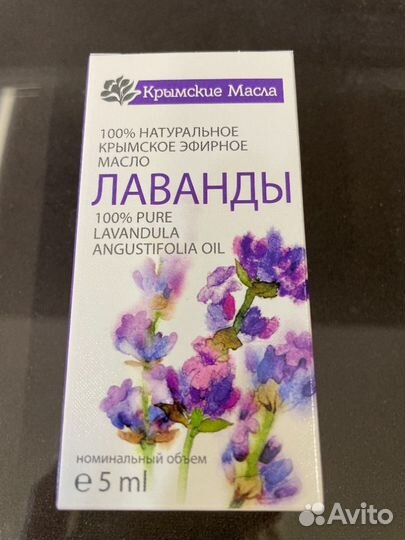 Крымские Масла
100% НАТУРАЛЬНОЕ
КРЫМСКОЕ ЭФИРНОЕ
МАСЛО
ЛАВАНДЫ
100% PURE
LAVANDULA
ANGUSTIFOLIA OIL
номинальный объем
℮ 5 ml
Avito